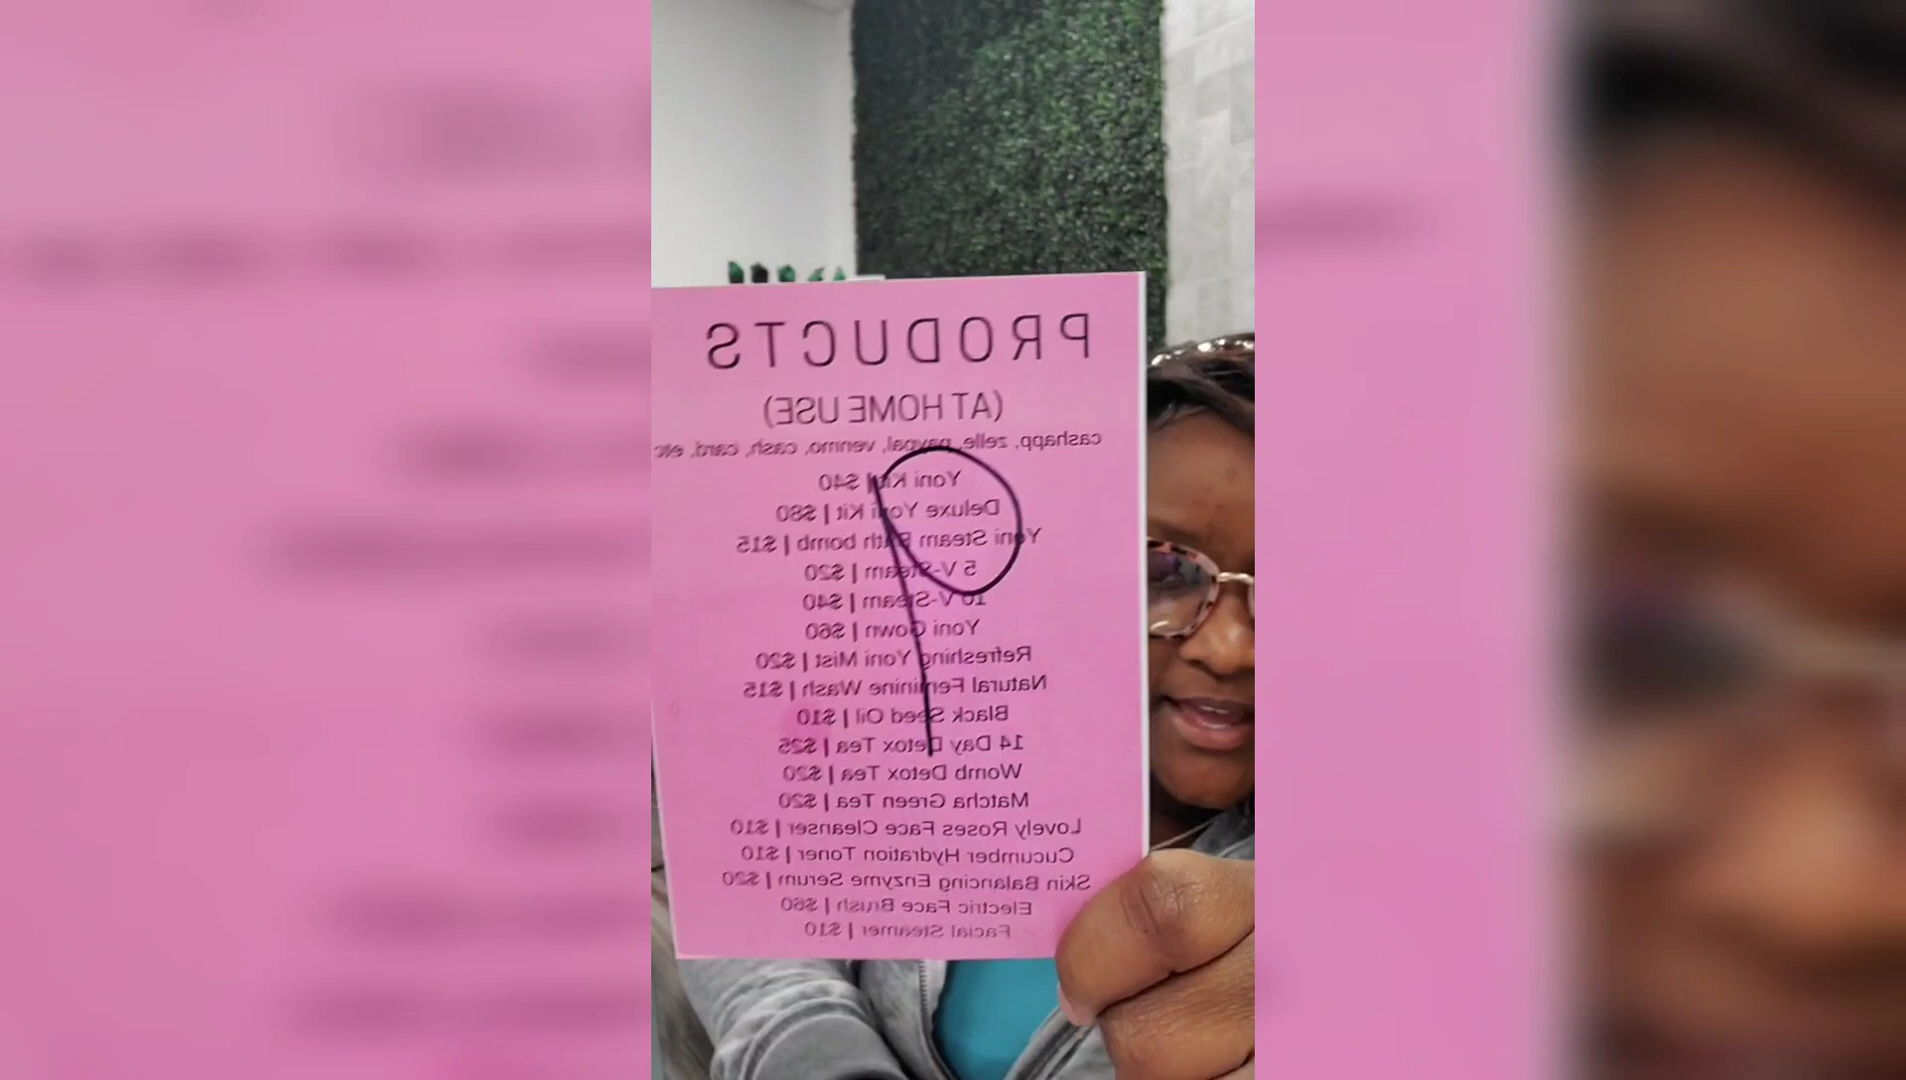 PRODUCTS
(AT HOME USE)
cashapp, zelle, paypal, venmo, cash, card, etc
Yoni Kit | $40
Deluxe Yoni Kit | $80
Yoni Steam Bath bomb | $15
5 V-Steam | $20
10 V-Steam | $40
Yoni Gown | $60
Refreshing Yoni Mist | $20
Natural Feminine Wash | $15
Black Seed Oil | $10
14 Day Detox Tea | $25
Womb Detox Tea | $20
Matcha Green Tea | $20
Lovely Roses Face Cleanser | $10
Cucumber Hydration Toner | $10
Skin Balancing Enzyme Serum | $20
Electric Face Brush | $60
Facial Steamer | $10